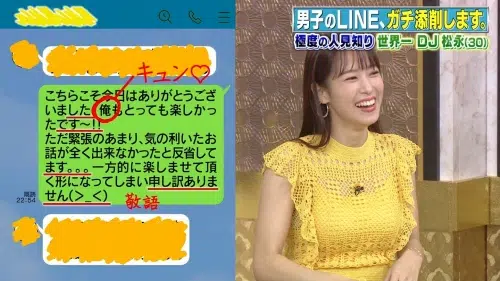 男子のLINE、ガチ添削します。
極度の人見知り 世界一 DJ 松永(30)
キュン♡
こちらこそ今日はありがとうござ
いました 俺もとっても楽しかっ
たです〜!!
ただ緊張のあまり、気の利いたお
話が全く出来なかったと反省して
ます。。。一方的に楽しませて頂
く形になってしまい申し訳ありま
せん(>_<)
敬語
既読
22:54